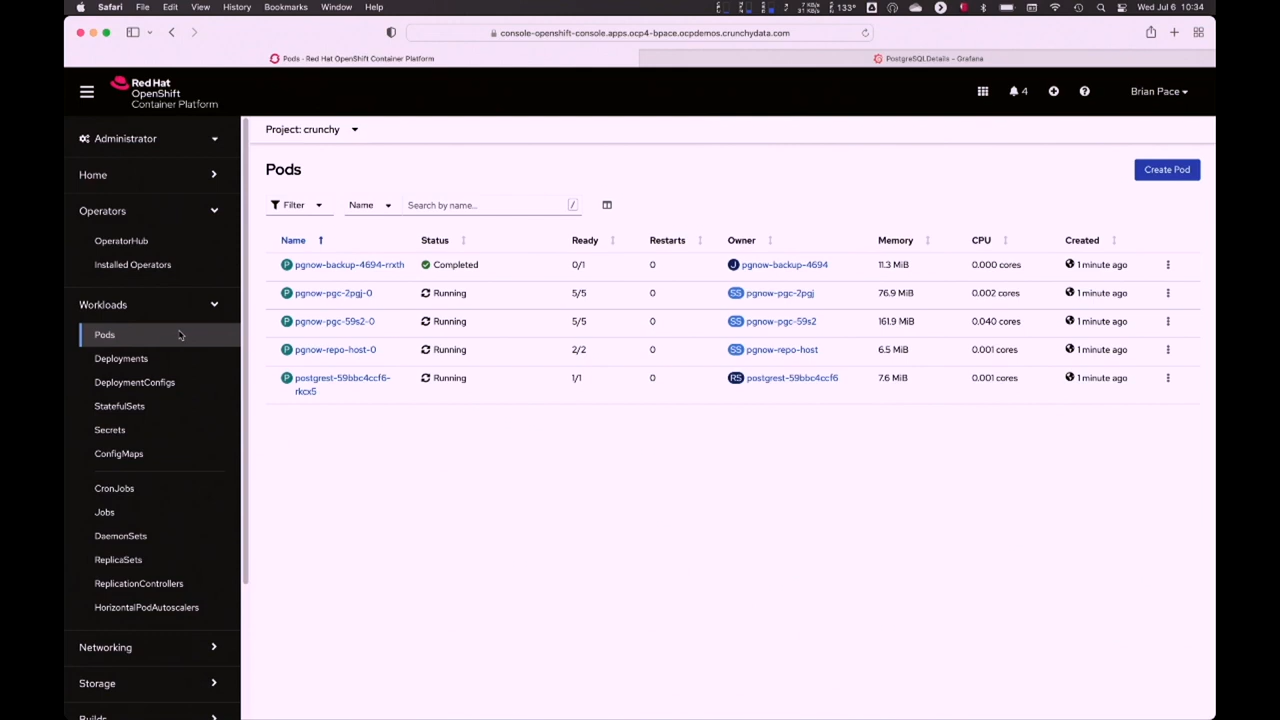 Safari File Edit View History Bookmarks Window Help 133° Wed Jul 6 10:34
console-openshift-console.apps.ocp4-bpace.ocpdemos.crunchydata.com
Pods · Red Hat OpenShift Container Platform PostgreSQLDetails - Grafana
Red Hat
OpenShift
Container Platform
4 Brian Pace
Administrator
Home
Operators
OperatorHub
Installed Operators
Workloads
Pods
Deployments
DeploymentConfigs
StatefulSets
Secrets
ConfigMaps
CronJobs
Jobs
DaemonSets
ReplicaSets
ReplicationControllers
HorizontalPodAutoscalers
Networking
Storage
Builds
Project: crunchy
Pods Create Pod
Filter Name Search by name... /
Name Status Ready Restarts Owner Memory CPU Created
P pgnow-backup-4694-rrxth Completed 0/1 0 J pgnow-backup-4694 11.3 MiB 0.000 cores 1 minute ago
P pgnow-pgc-2pgj-0 Running 5/5 0 SS pgnow-pgc-2pgj 76.9 MiB 0.002 cores 1 minute ago
P pgnow-pgc-59s2-0 Running 5/5 0 SS pgnow-pgc-59s2 161.9 MiB 0.040 cores 1 minute ago
P pgnow-repo-host-0 Running 2/2 0 SS pgnow-repo-host 6.5 MiB 0.001 cores 1 minute ago
P postgrest-59bbc4ccf6- Running 1/1 0 RS postgrest-59bbc4ccf6 7.6 MiB 0.001 cores 1 minute ago
rkcx5